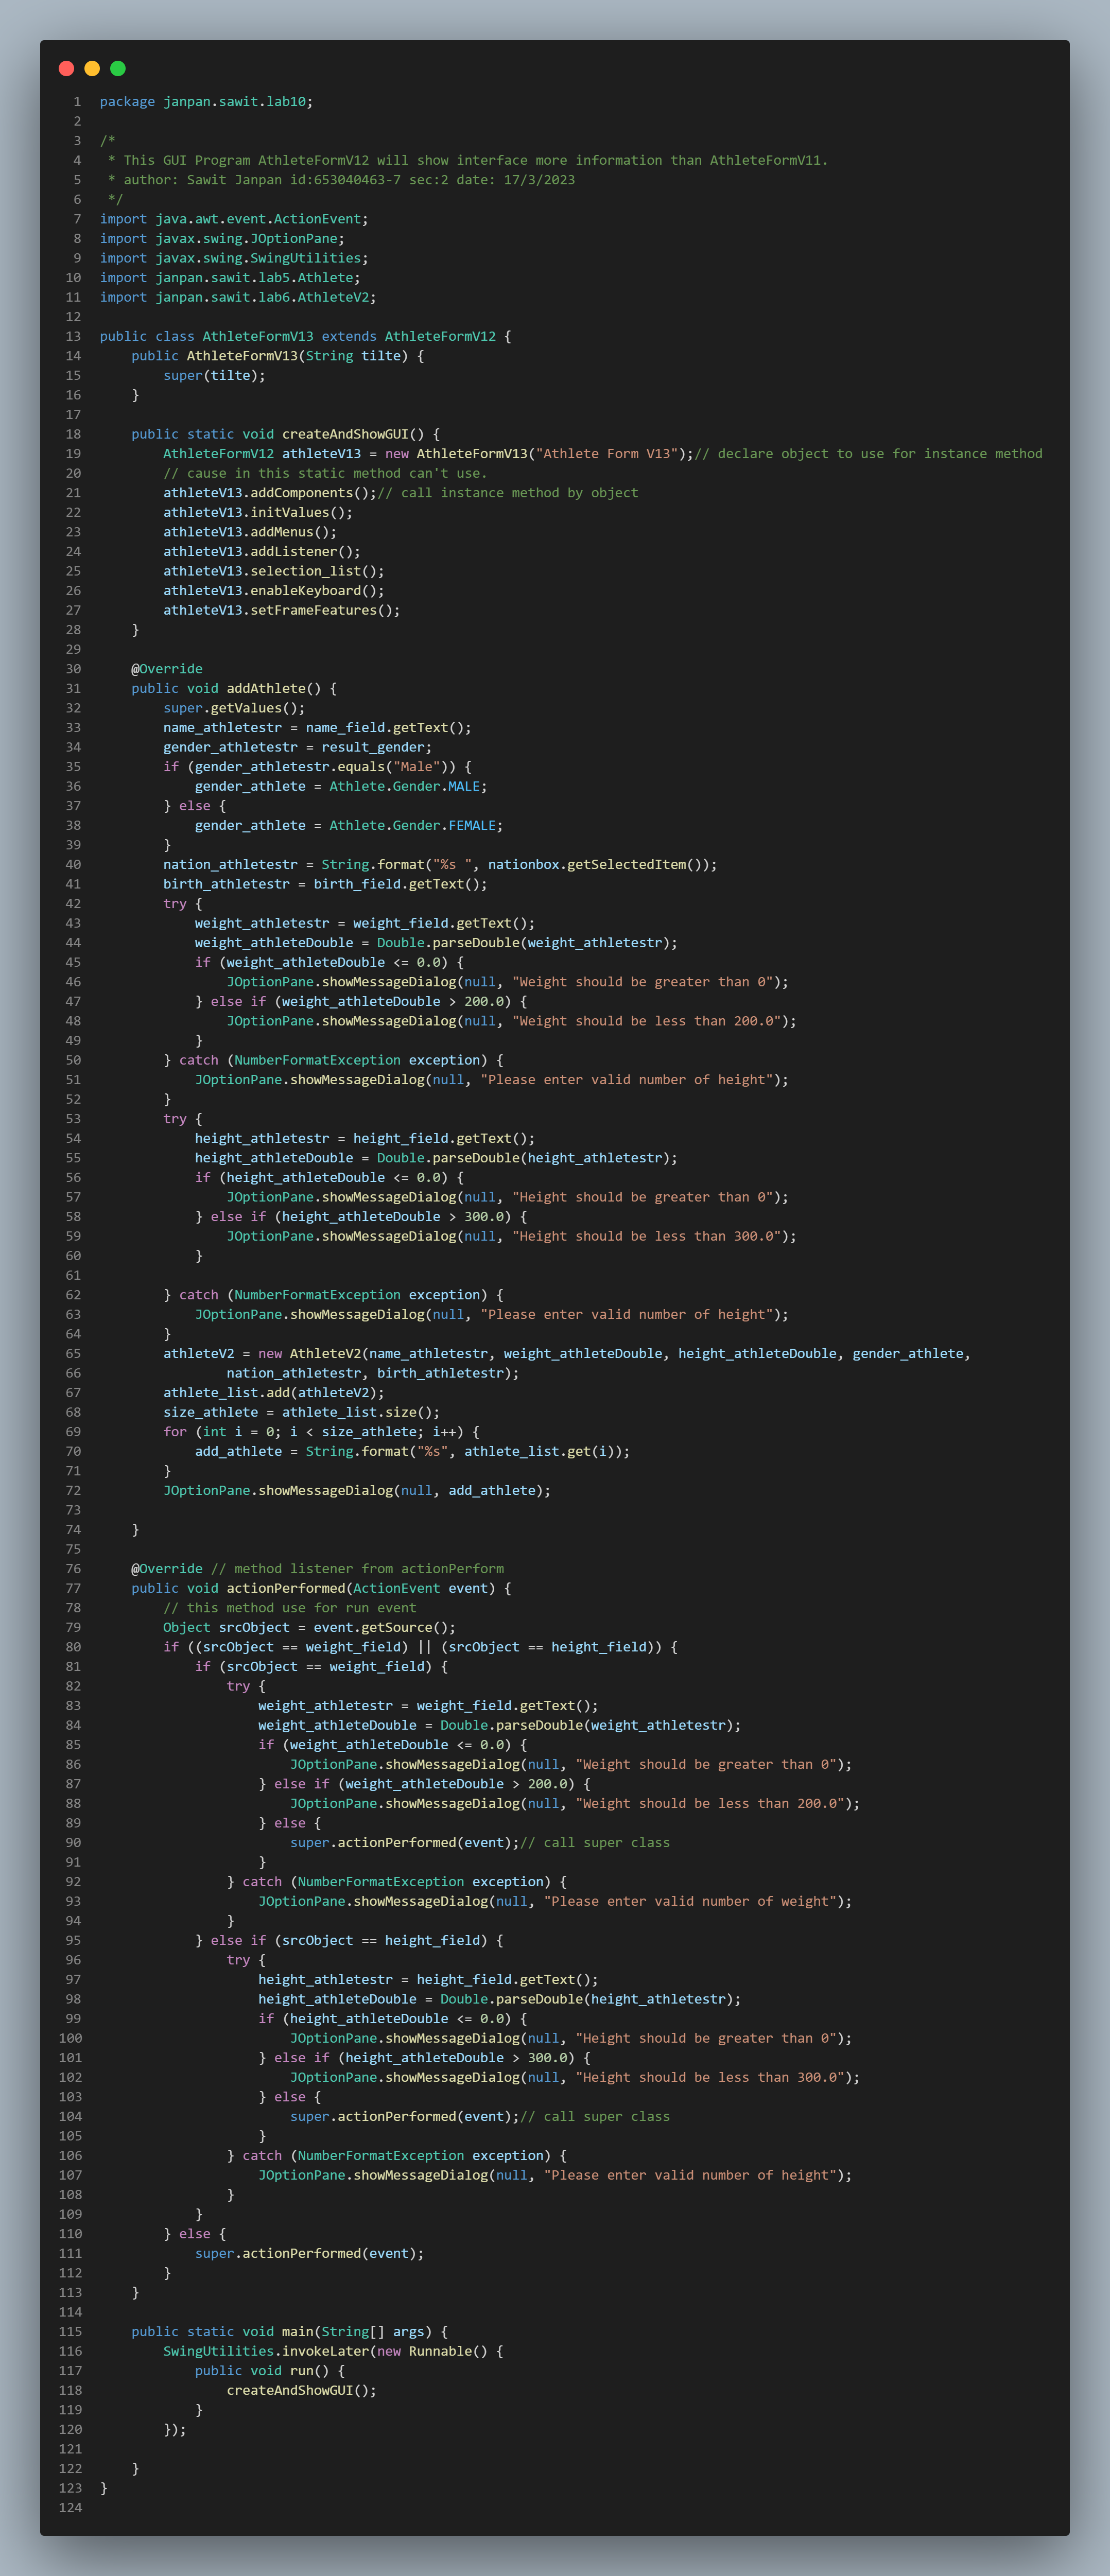 1 package janpan.sawit.lab10;
2
3 /*
4  * This GUI Program AthleteFormV12 will show interface more information than AthleteFormV11.
5  * author: Sawit Janpan id:653040463-7 sec:2 date: 17/3/2023
6  */
7 import java.awt.event.ActionEvent;
8 import javax.swing.JOptionPane;
9 import javax.swing.SwingUtilities;
10 import janpan.sawit.lab5.Athlete;
11 import janpan.sawit.lab6.AthleteV2;
12
13 public class AthleteFormV13 extends AthleteFormV12 {
14     public AthleteFormV13(String tilte) {
15         super(tilte);
16     }
17
18     public static void createAndShowGUI() {
19         AthleteFormV12 athleteV13 = new AthleteFormV13("Athlete Form V13");// declare object to use for instance method
20         // cause in this static method can't use.
21         athleteV13.addComponents();// call instance method by object
22         athleteV13.initValues();
23         athleteV13.addMenus();
24         athleteV13.addListener();
25         athleteV13.selection_list();
26         athleteV13.enableKeyboard();
27         athleteV13.setFrameFeatures();
28     }
29
30     @Override
31     public void addAthlete() {
32         super.getValues();
33         name_athletestr = name_field.getText();
34         gender_athletestr = result_gender;
35         if (gender_athletestr.equals("Male")) {
36             gender_athlete = Athlete.Gender.MALE;
37         } else {
38             gender_athlete = Athlete.Gender.FEMALE;
39         }
40         nation_athletestr = String.format("%s ", nationbox.getSelectedItem());
41         birth_athletestr = birth_field.getText();
42         try {
43             weight_athletestr = weight_field.getText();
44             weight_athleteDouble = Double.parseDouble(weight_athletestr);
45             if (weight_athleteDouble <= 0.0) {
46                 JOptionPane.showMessageDialog(null, "Weight should be greater than 0");
47             } else if (weight_athleteDouble > 200.0) {
48                 JOptionPane.showMessageDialog(null, "Weight should be less than 200.0");
49             }
50         } catch (NumberFormatException exception) {
51             JOptionPane.showMessageDialog(null, "Please enter valid number of height");
52         }
53         try {
54             height_athletestr = height_field.getText();
55             height_athleteDouble = Double.parseDouble(height_athletestr);
56             if (height_athleteDouble <= 0.0) {
57                 JOptionPane.showMessageDialog(null, "Height should be greater than 0");
58             } else if (height_athleteDouble > 300.0) {
59                 JOptionPane.showMessageDialog(null, "Height should be less than 300.0");
60             }
61
62         } catch (NumberFormatException exception) {
63             JOptionPane.showMessageDialog(null, "Please enter valid number of height");
64         }
65         athleteV2 = new AthleteV2(name_athletestr, weight_athleteDouble, height_athleteDouble, gender_athlete,
66                 nation_athletestr, birth_athletestr);
67         athlete_list.add(athleteV2);
68         size_athlete = athlete_list.size();
69         for (int i = 0; i < size_athlete; i++) {
70             add_athlete = String.format("%s", athlete_list.get(i));
71         }
72         JOptionPane.showMessageDialog(null, add_athlete);
73
74     }
75
76     @Override // method listener from actionPerform
77     public void actionPerformed(ActionEvent event) {
78         // this method use for run event
79         Object srcObject = event.getSource();
80         if ((srcObject == weight_field) || (srcObject == height_field)) {
81             if (srcObject == weight_field) {
82                 try {
83                     weight_athletestr = weight_field.getText();
84                     weight_athleteDouble = Double.parseDouble(weight_athletestr);
85                     if (weight_athleteDouble <= 0.0) {
86                         JOptionPane.showMessageDialog(null, "Weight should be greater than 0");
87                     } else if (weight_athleteDouble > 200.0) {
88                         JOptionPane.showMessageDialog(null, "Weight should be less than 200.0");
89                     } else {
90                         super.actionPerformed(event);// call super class
91                     }
92                 } catch (NumberFormatException exception) {
93                     JOptionPane.showMessageDialog(null, "Please enter valid number of weight");
94                 }
95             } else if (srcObject == height_field) {
96                 try {
97                     height_athletestr = height_field.getText();
98                     height_athleteDouble = Double.parseDouble(height_athletestr);
99                     if (height_athleteDouble <= 0.0) {
100                         JOptionPane.showMessageDialog(null, "Height should be greater than 0");
101                     } else if (height_athleteDouble > 300.0) {
102                         JOptionPane.showMessageDialog(null, "Height should be less than 300.0");
103                     } else {
104                         super.actionPerformed(event);// call super class
105                     }
106                 } catch (NumberFormatException exception) {
107                     JOptionPane.showMessageDialog(null, "Please enter valid number of height");
108                 }
109             }
110         } else {
111             super.actionPerformed(event);
112         }
113     }
114
115     public static void main(String[] args) {
116         SwingUtilities.invokeLater(new Runnable() {
117             public void run() {
118                 createAndShowGUI();
119             }
120         });
121
122     }
123 }
124